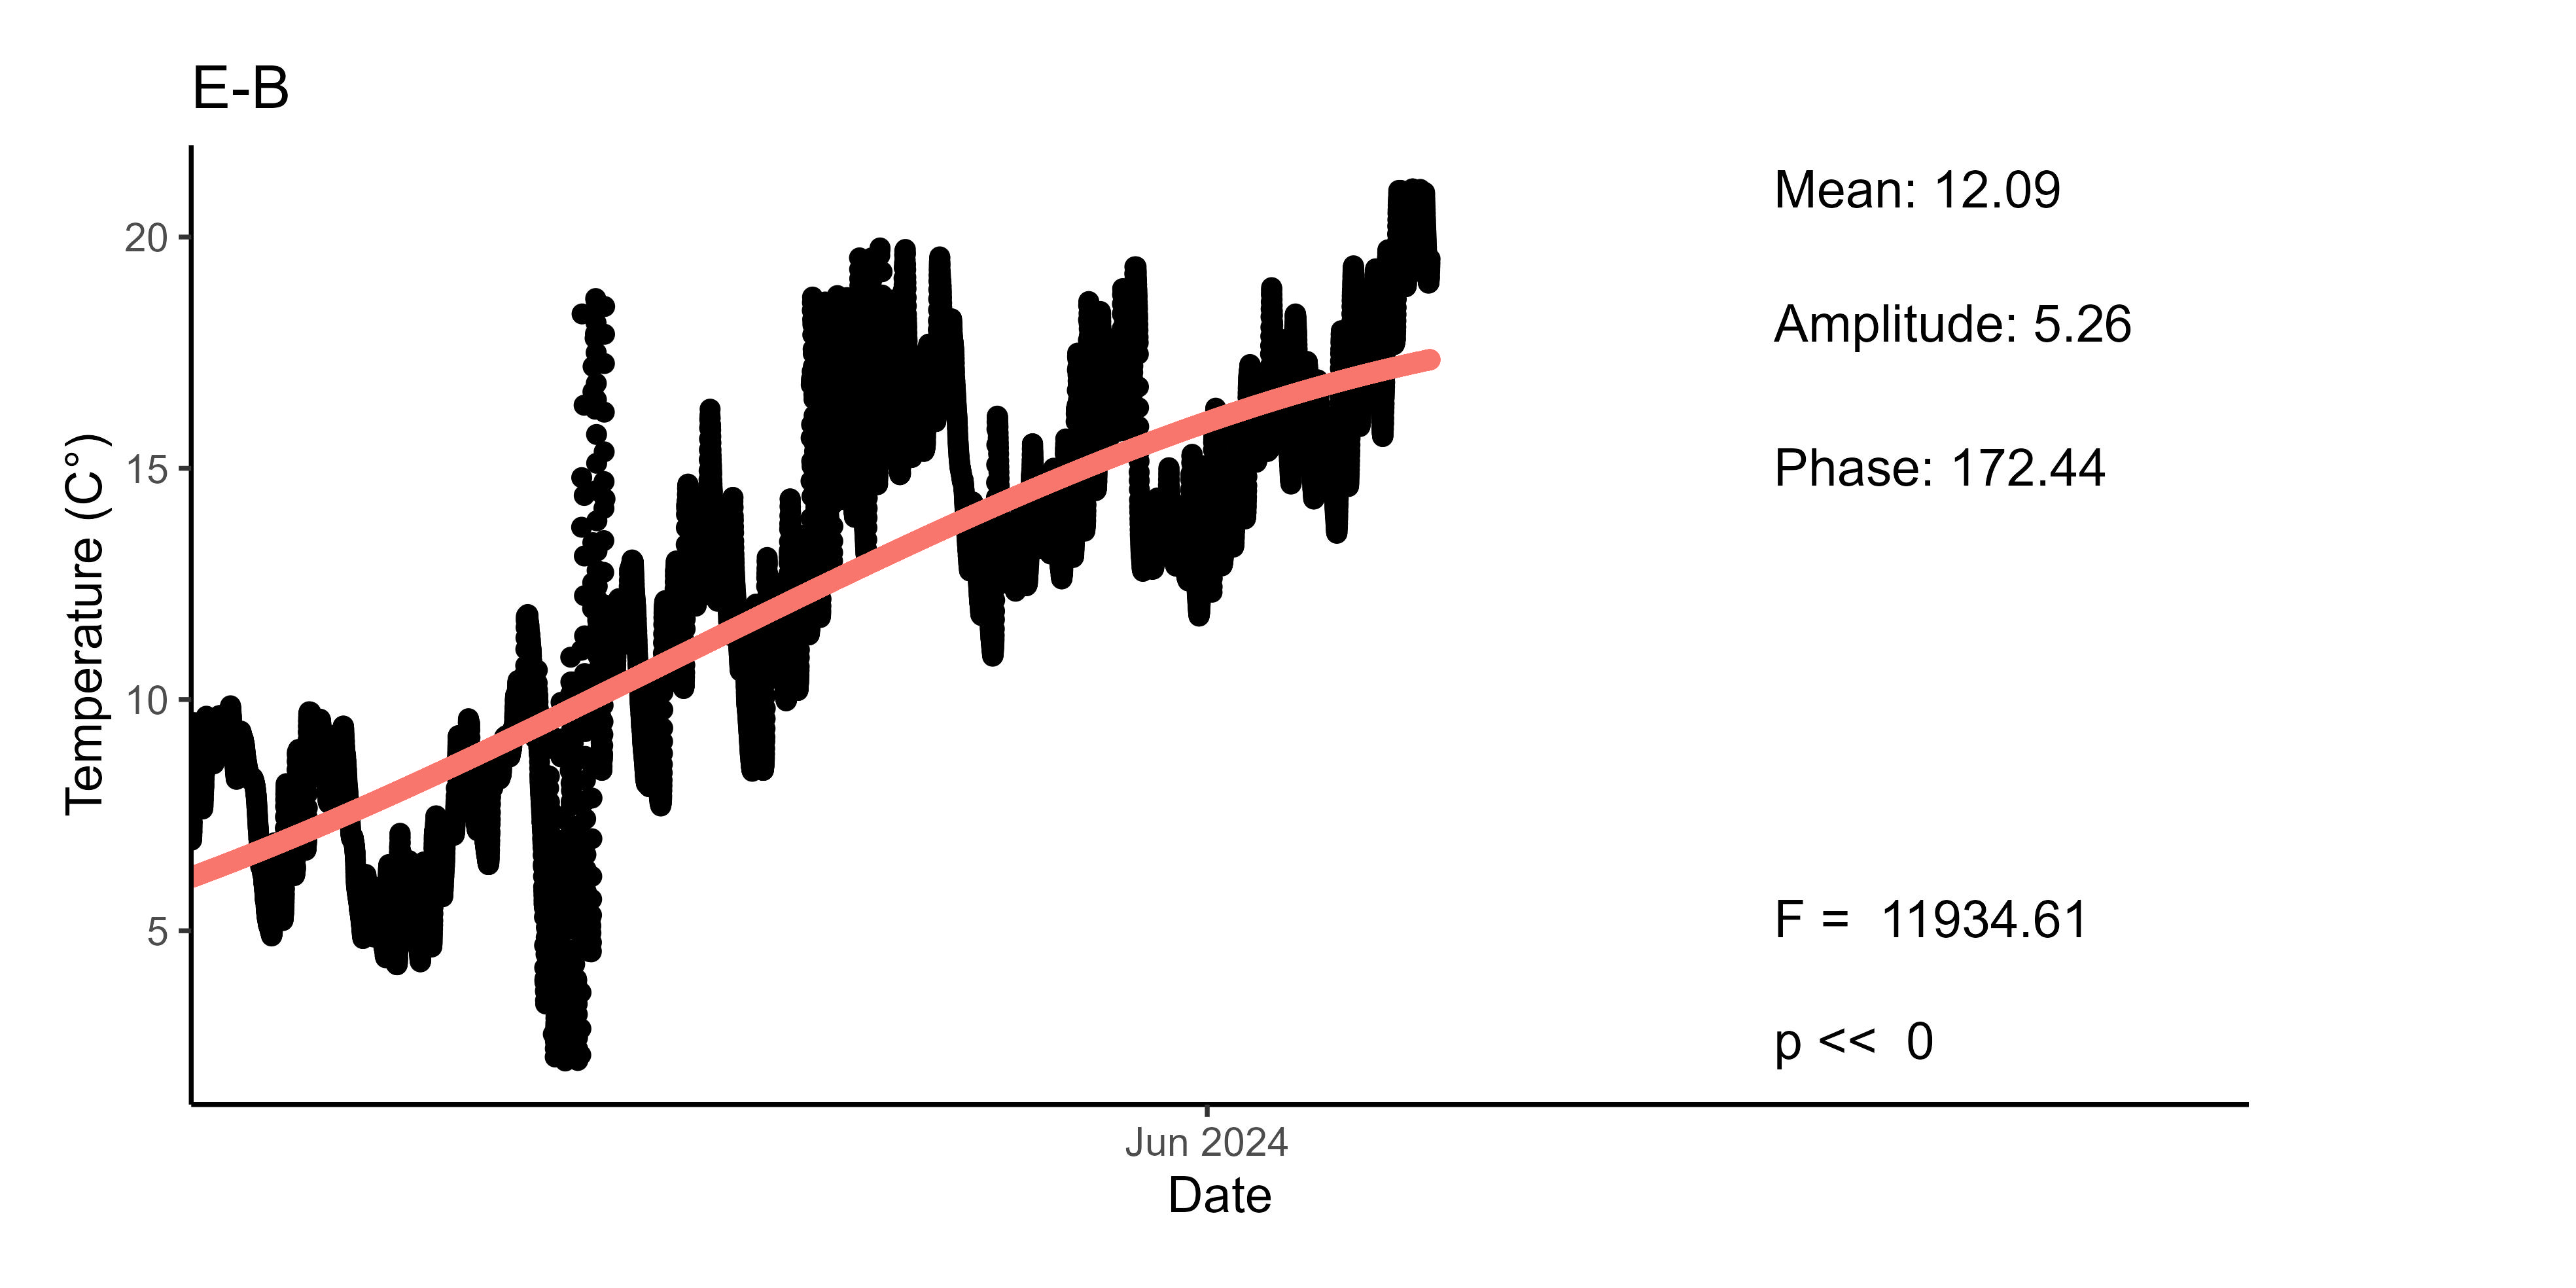 E-B
Temperature (C°)
20
15
10
5
Mean: 12.09
Amplitude: 5.26
Phase: 172.44
F =  11934.61
p <<  0
Jun 2024
Date